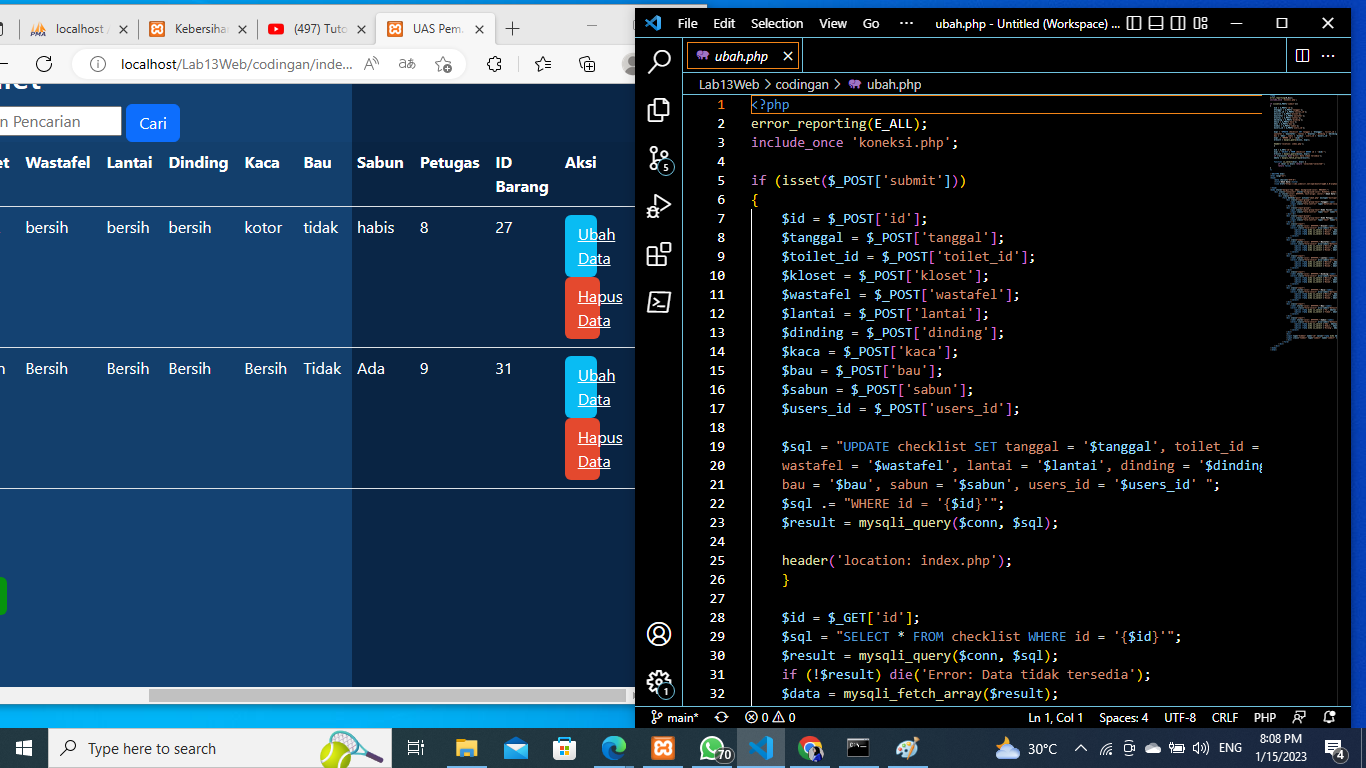 localhost /
Kebersihan
(497) Tuto
UAS Pem
localhost/Lab13Web/codingan/inde...
n Pencarian
Cari
et Wastafel Lantai Dinding Kaca Bau Sabun Petugas ID Barang Aksi
bersih bersih bersih kotor tidak habis 8 27
Ubah
Data
Hapus
Data
n Bersih Bersih Bersih Bersih Tidak Ada 9 31
Ubah
Data
Hapus
Data
File Edit Selection View Go ··· ubah.php - Untitled (Workspace) ...
ubah.php
Lab13Web > codingan > ubah.php
1 <?php
2 error_reporting(E_ALL);
3 include_once 'koneksi.php';
4
5 if (isset($_POST['submit']))
6 {
7 $id = $_POST['id'];
8 $tanggal = $_POST['tanggal'];
9 $toilet_id = $_POST['toilet_id'];
10 $kloset = $_POST['kloset'];
11 $wastafel = $_POST['wastafel'];
12 $lantai = $_POST['lantai'];
13 $dinding = $_POST['dinding'];
14 $kaca = $_POST['kaca'];
15 $bau = $_POST['bau'];
16 $sabun = $_POST['sabun'];
17 $users_id = $_POST['users_id'];
18
19 $sql = "UPDATE checklist SET tanggal = '$tanggal', toilet_id =
20 wastafel = '$wastafel', lantai = '$lantai', dinding = '$dinding
21 bau = '$bau', sabun = '$sabun', users_id = '$users_id' ";
22 $sql .= "WHERE id = '{$id}'";
23 $result = mysqli_query($conn, $sql);
24
25 header('location: index.php');
26 }
27
28 $id = $_GET['id'];
29 $sql = "SELECT * FROM checklist WHERE id = '{$id}'";
30 $result = mysqli_query($conn, $sql);
31 if (!$result) die('Error: Data tidak tersedia');
32 $data = mysqli_fetch_array($result);
5
1
main* 0 0 Ln 1, Col 1 Spaces: 4 UTF-8 CRLF PHP
Type here to search
70
30°C
ENG
8:08 PM
1/15/2023
4